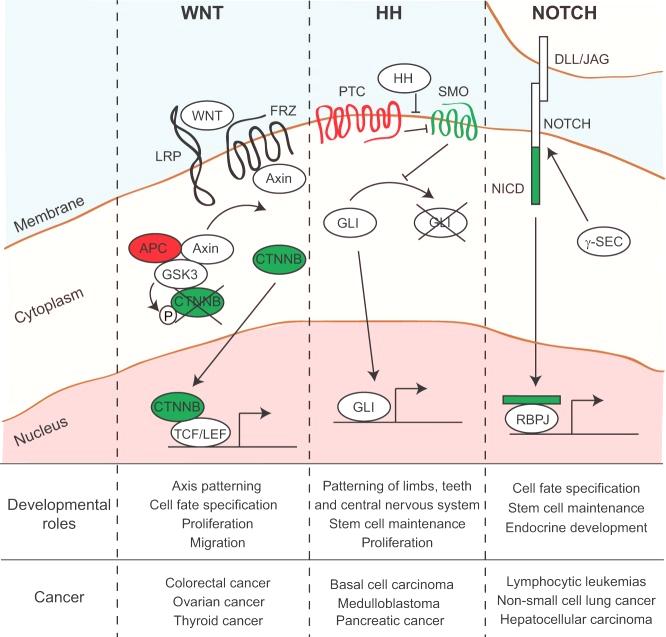 WNT
HH
NOTCH
DLL/JAG
HH
PTC
SMO
WNT
FRZ
NOTCH
LRP
Axin
NICD
Membrane
GLI
GLI
γ-SEC
APC
Axin
CTNNB
GSK3
Cytoplasm
CTNNB
P
CTNNB
GLI
RBPJ
TCF/LEF
Nucleus
Developmental
roles
Axis patterning
Cell fate specification
Proliferation
Migration
Patterning of limbs, teeth
and central nervous system
Stem cell maintenance
Proliferation
Cell fate specification
Stem cell maintenance
Endocrine development
Cancer
Colorectal cancer
Ovarian cancer
Thyroid cancer
Basal cell carcinoma
Medulloblastoma
Pancreatic cancer
Lymphocytic leukemias
Non-small cell lung cancer
Hepatocellular carcinoma